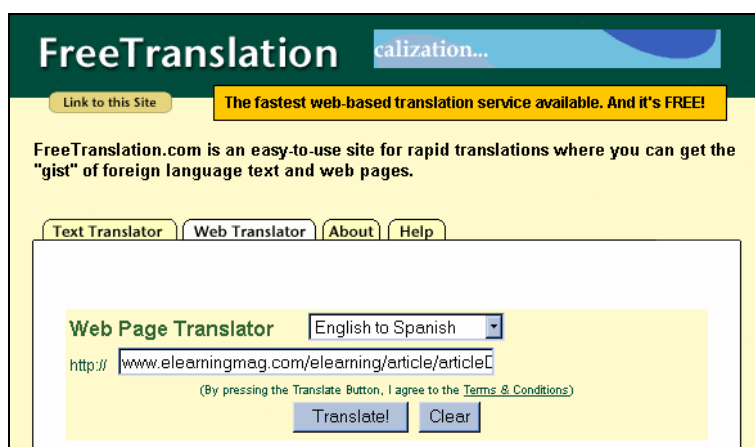 FreeTranslation
calization...
Link to this Site
The fastest web-based translation service available. And it's FREE!
FreeTranslation.com is an easy-to-use site for rapid translations where you can get the
"gist" of foreign language text and web pages.
Text Translator Web Translator About Help
Web Page Translator English to Spanish
http:// www.elearningmag.com/elearning/article/article
(By pressing the Translate Button, I agree to the Terms & Conditions)
Translate! Clear